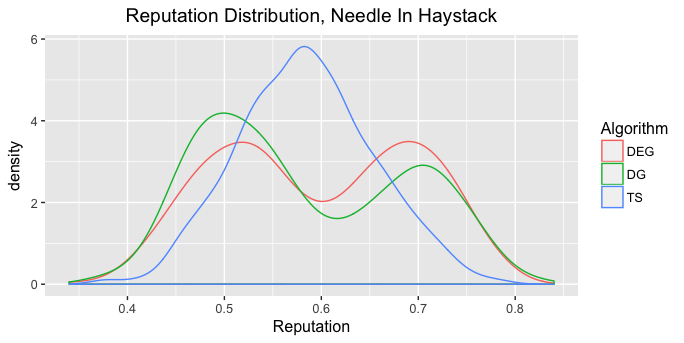 Reputation Distribution, Needle In Haystack
6
4
2
0
density
0.4 0.5 0.6 0.7 0.8
Reputation
Algorithm
DEG
DG
TS